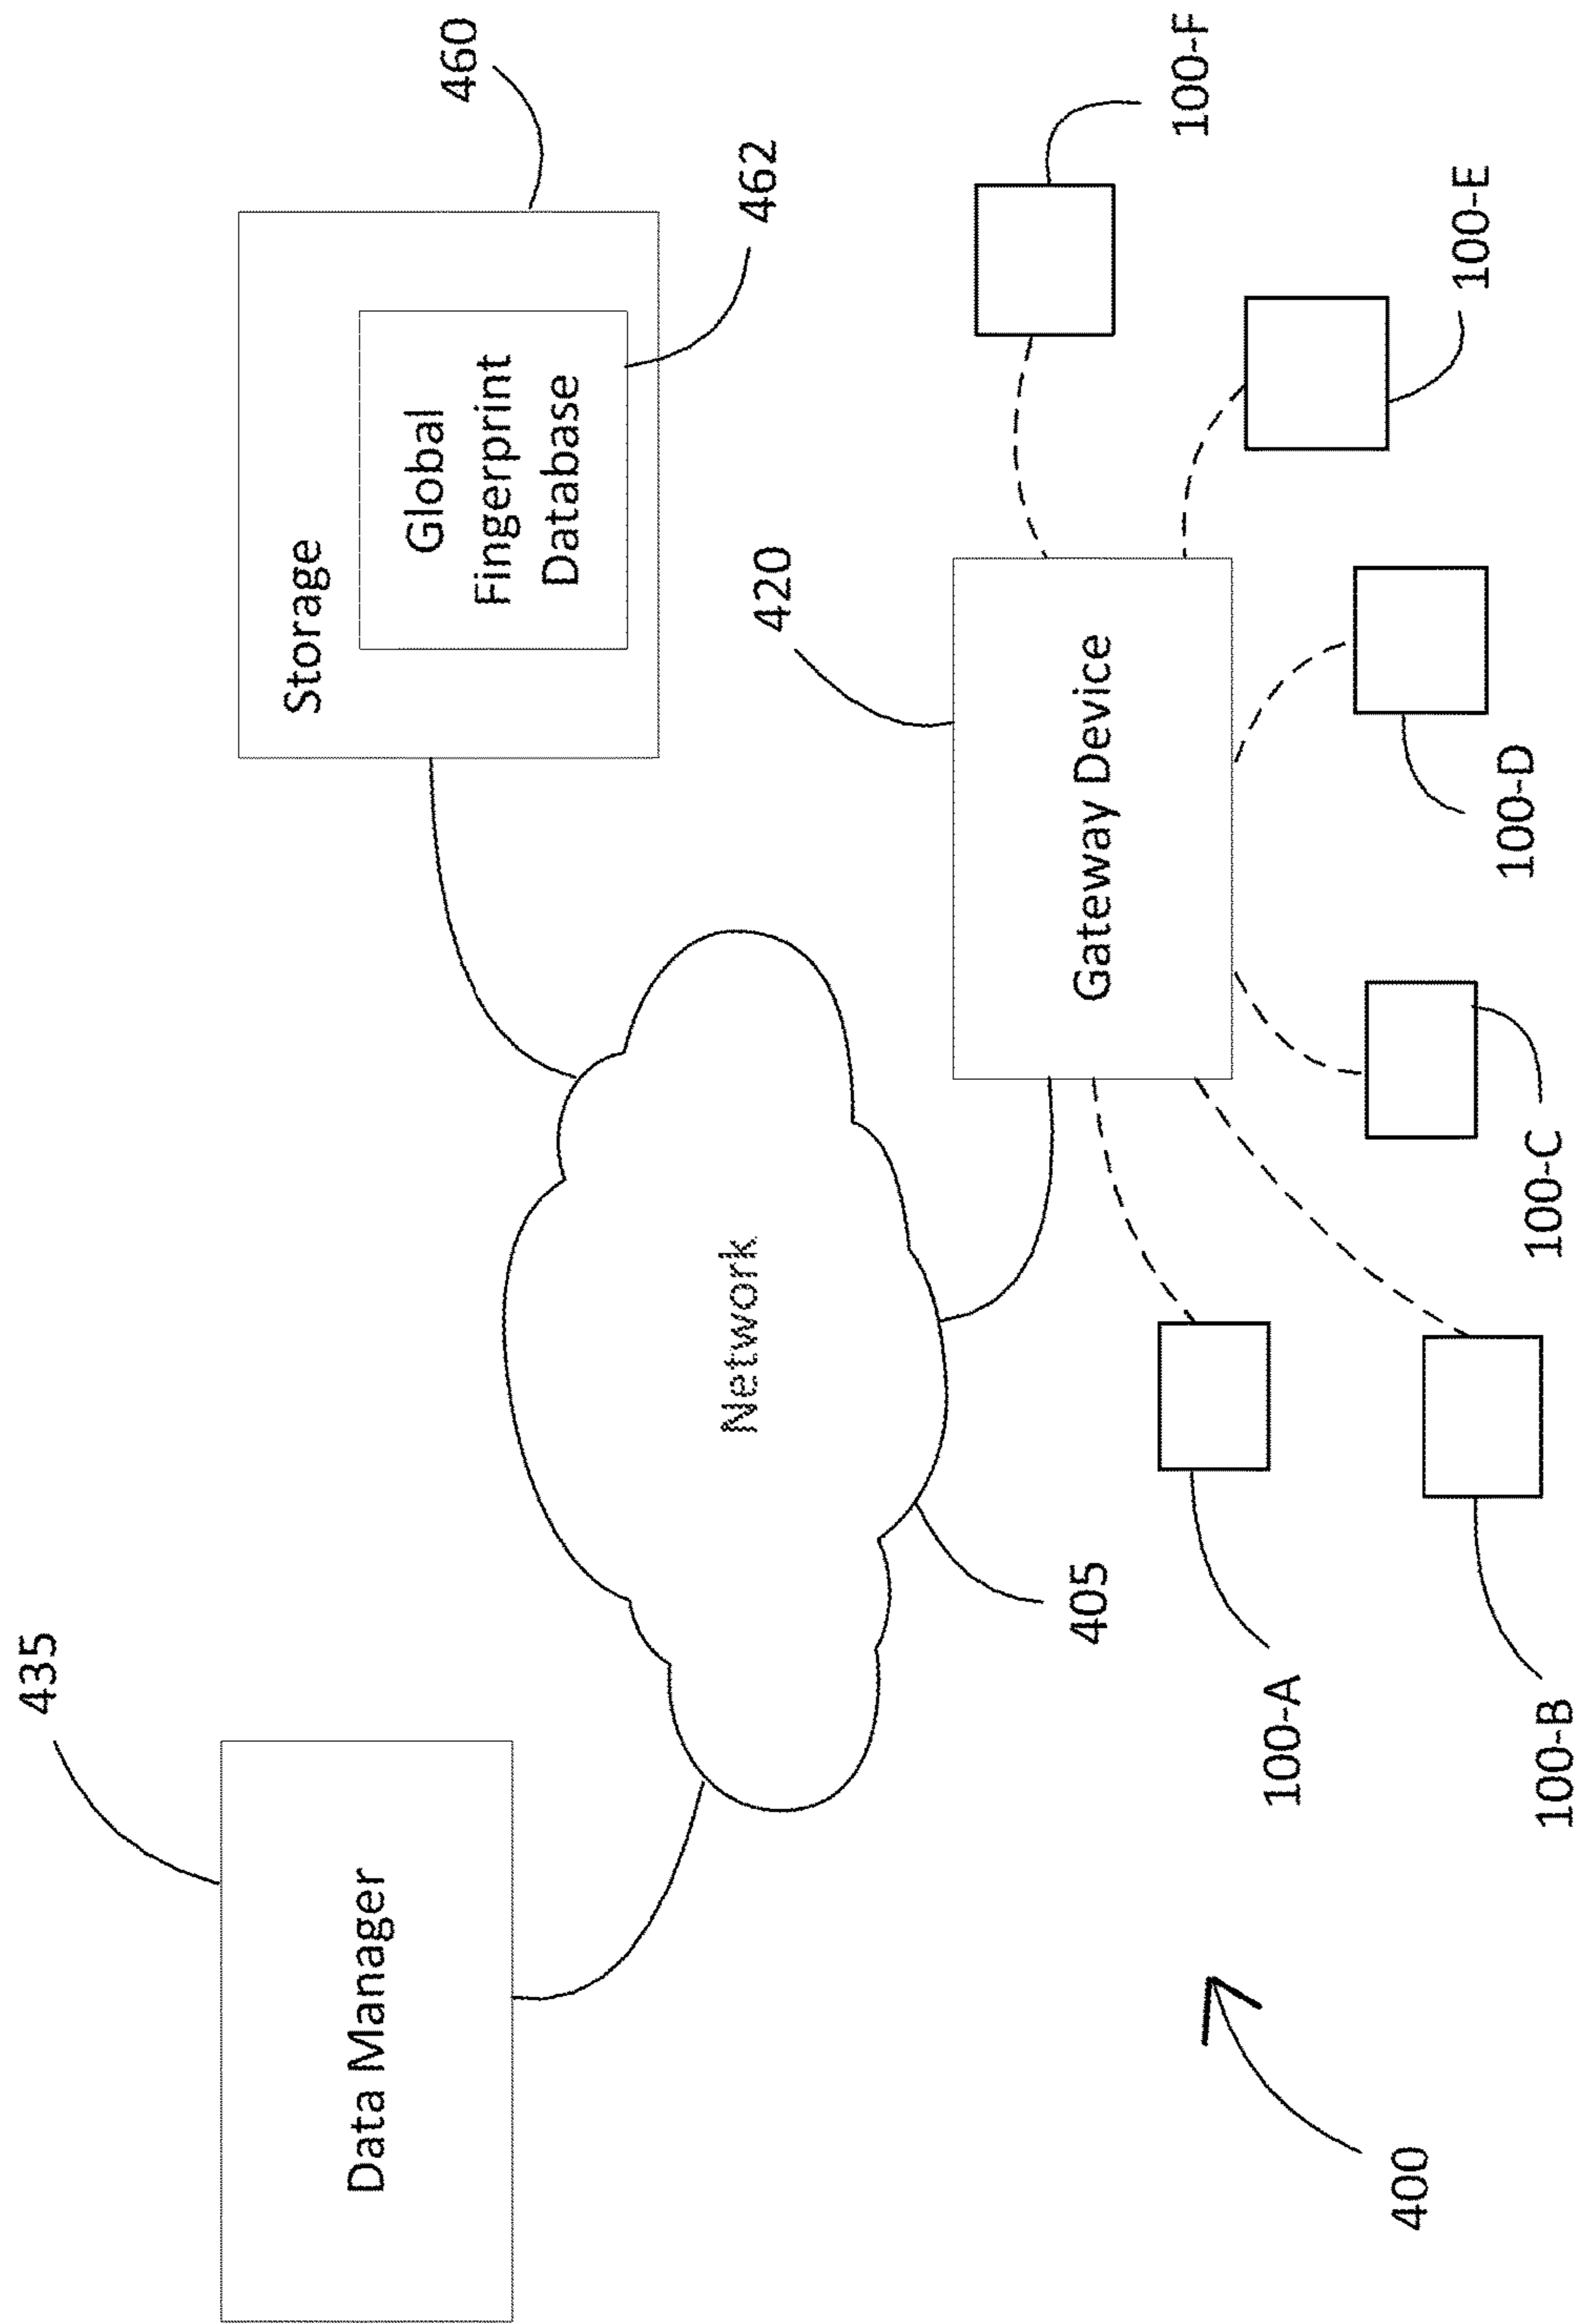 435
Data Manager
Storage
460
Global
Fingerprint
Database
462
Network
405
420
Gateway Device
100-F
100-E
100-D
100-C
100-A
100-B
400